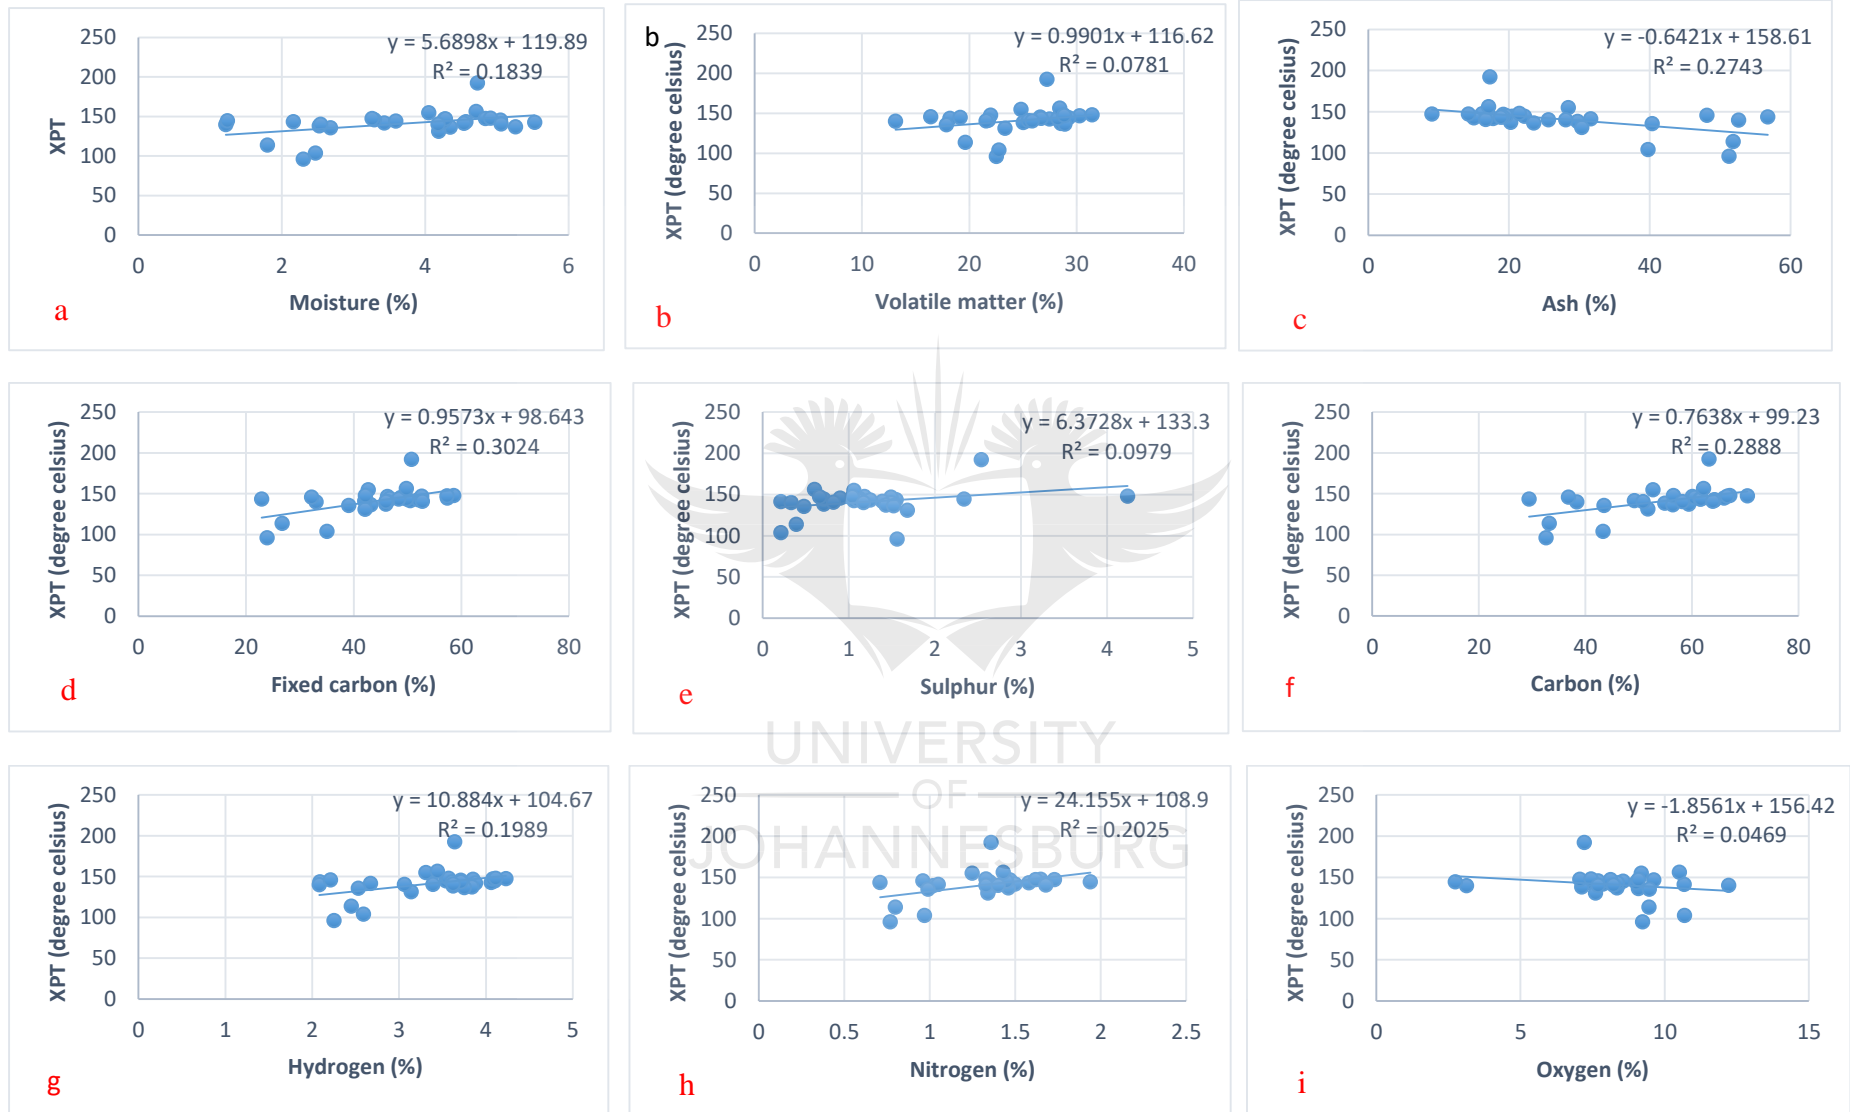 y = 5.6898x + 119.89
R² = 0.1839
XPT
250
200
150
100
50
0
0 2 4 6
Moisture (%)
a
b
y = 0.9901x + 116.62
R² = 0.0781
XPT (degree celsius)
250
200
150
100
50
0
0 10 20 30 40
Volatile matter (%)
b
y = -0.6421x + 158.61
R² = 0.2743
XPT (degree celsius)
250
200
150
100
50
0
0 20 40 60
Ash (%)
c
y = 0.9573x + 98.643
R² = 0.3024
XPT (degree celsius)
250
200
150
100
50
0
0 20 40 60 80
Fixed carbon (%)
d
y = 6.3728x + 133.3
R² = 0.0979
XPT (degree celsius)
250
200
150
100
50
0
0 1 2 3 4 5
Sulphur (%)
e
y = 0.7638x + 99.23
R² = 0.2888
XPT (degree celsius)
250
200
150
100
50
0
0 20 40 60 80
Carbon (%)
f
UNIVERSITY
OF
JOHANNESBURG
y = 10.884x + 104.67
R² = 0.1989
XPT (degree celsius)
250
200
150
100
50
0
0 1 2 3 4 5
Hydrogen (%)
g
y = 24.155x + 108.9
R² = 0.2025
XPT (degree celsius)
250
200
150
100
50
0
0 0.5 1 1.5 2 2.5
Nitrogen (%)
h
y = -1.8561x + 156.42
R² = 0.0469
XPT (degree celsius)
250
200
150
100
50
0
0 5 10 15
Oxygen (%)
i